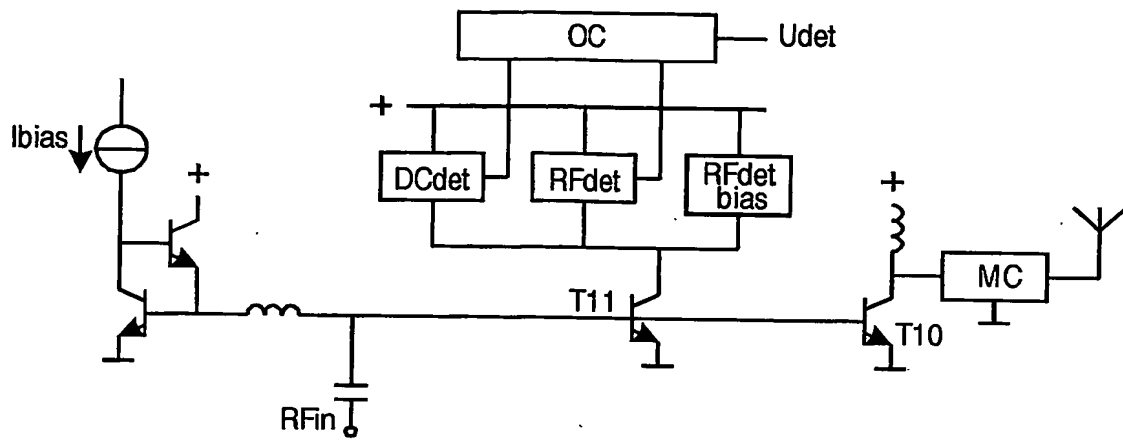 OC
Udet
+
Ibias
+
DCdet
RFdet
RFdet
bias
+
MC
T11
T10
RFin